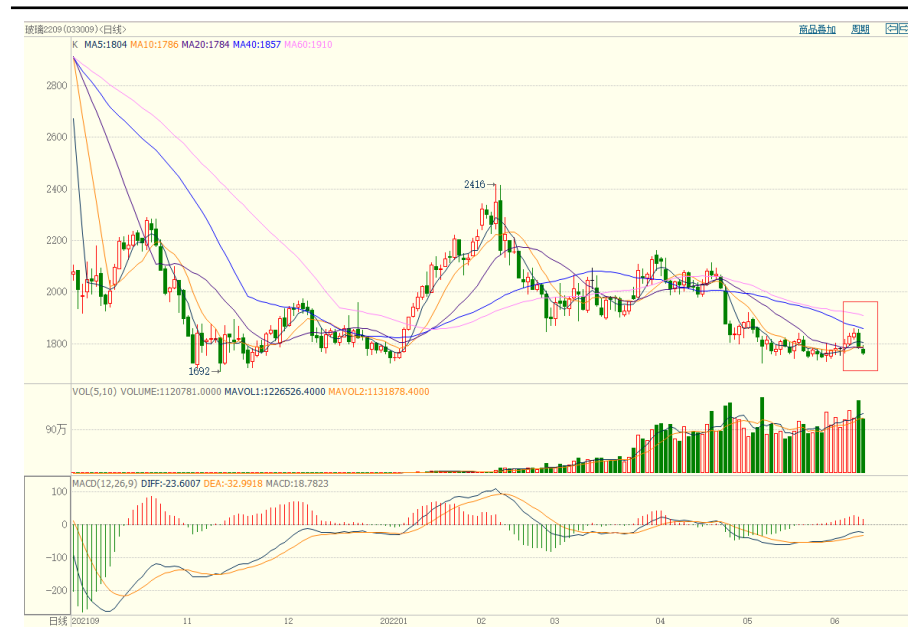 玻璃2209(033009)<日线>
商品叠加 周期
K MA5:1804 MA10:1786 MA20:1784 MA40:1857 MA60:1910
2800
2600
2400
2200
2000
1800
2416
1692
VOL(5,10) VOLUME:1120781.0000 MAVOL1:1226526.4000 MAVOL2:1131878.4000
90万
MACD(12,26,9) DIFF:-23.6007 DEA:-32.9918 MACD:18.7823
100
0
-100
-200
日线 202109 11 12 202201 02 03 04 05 06